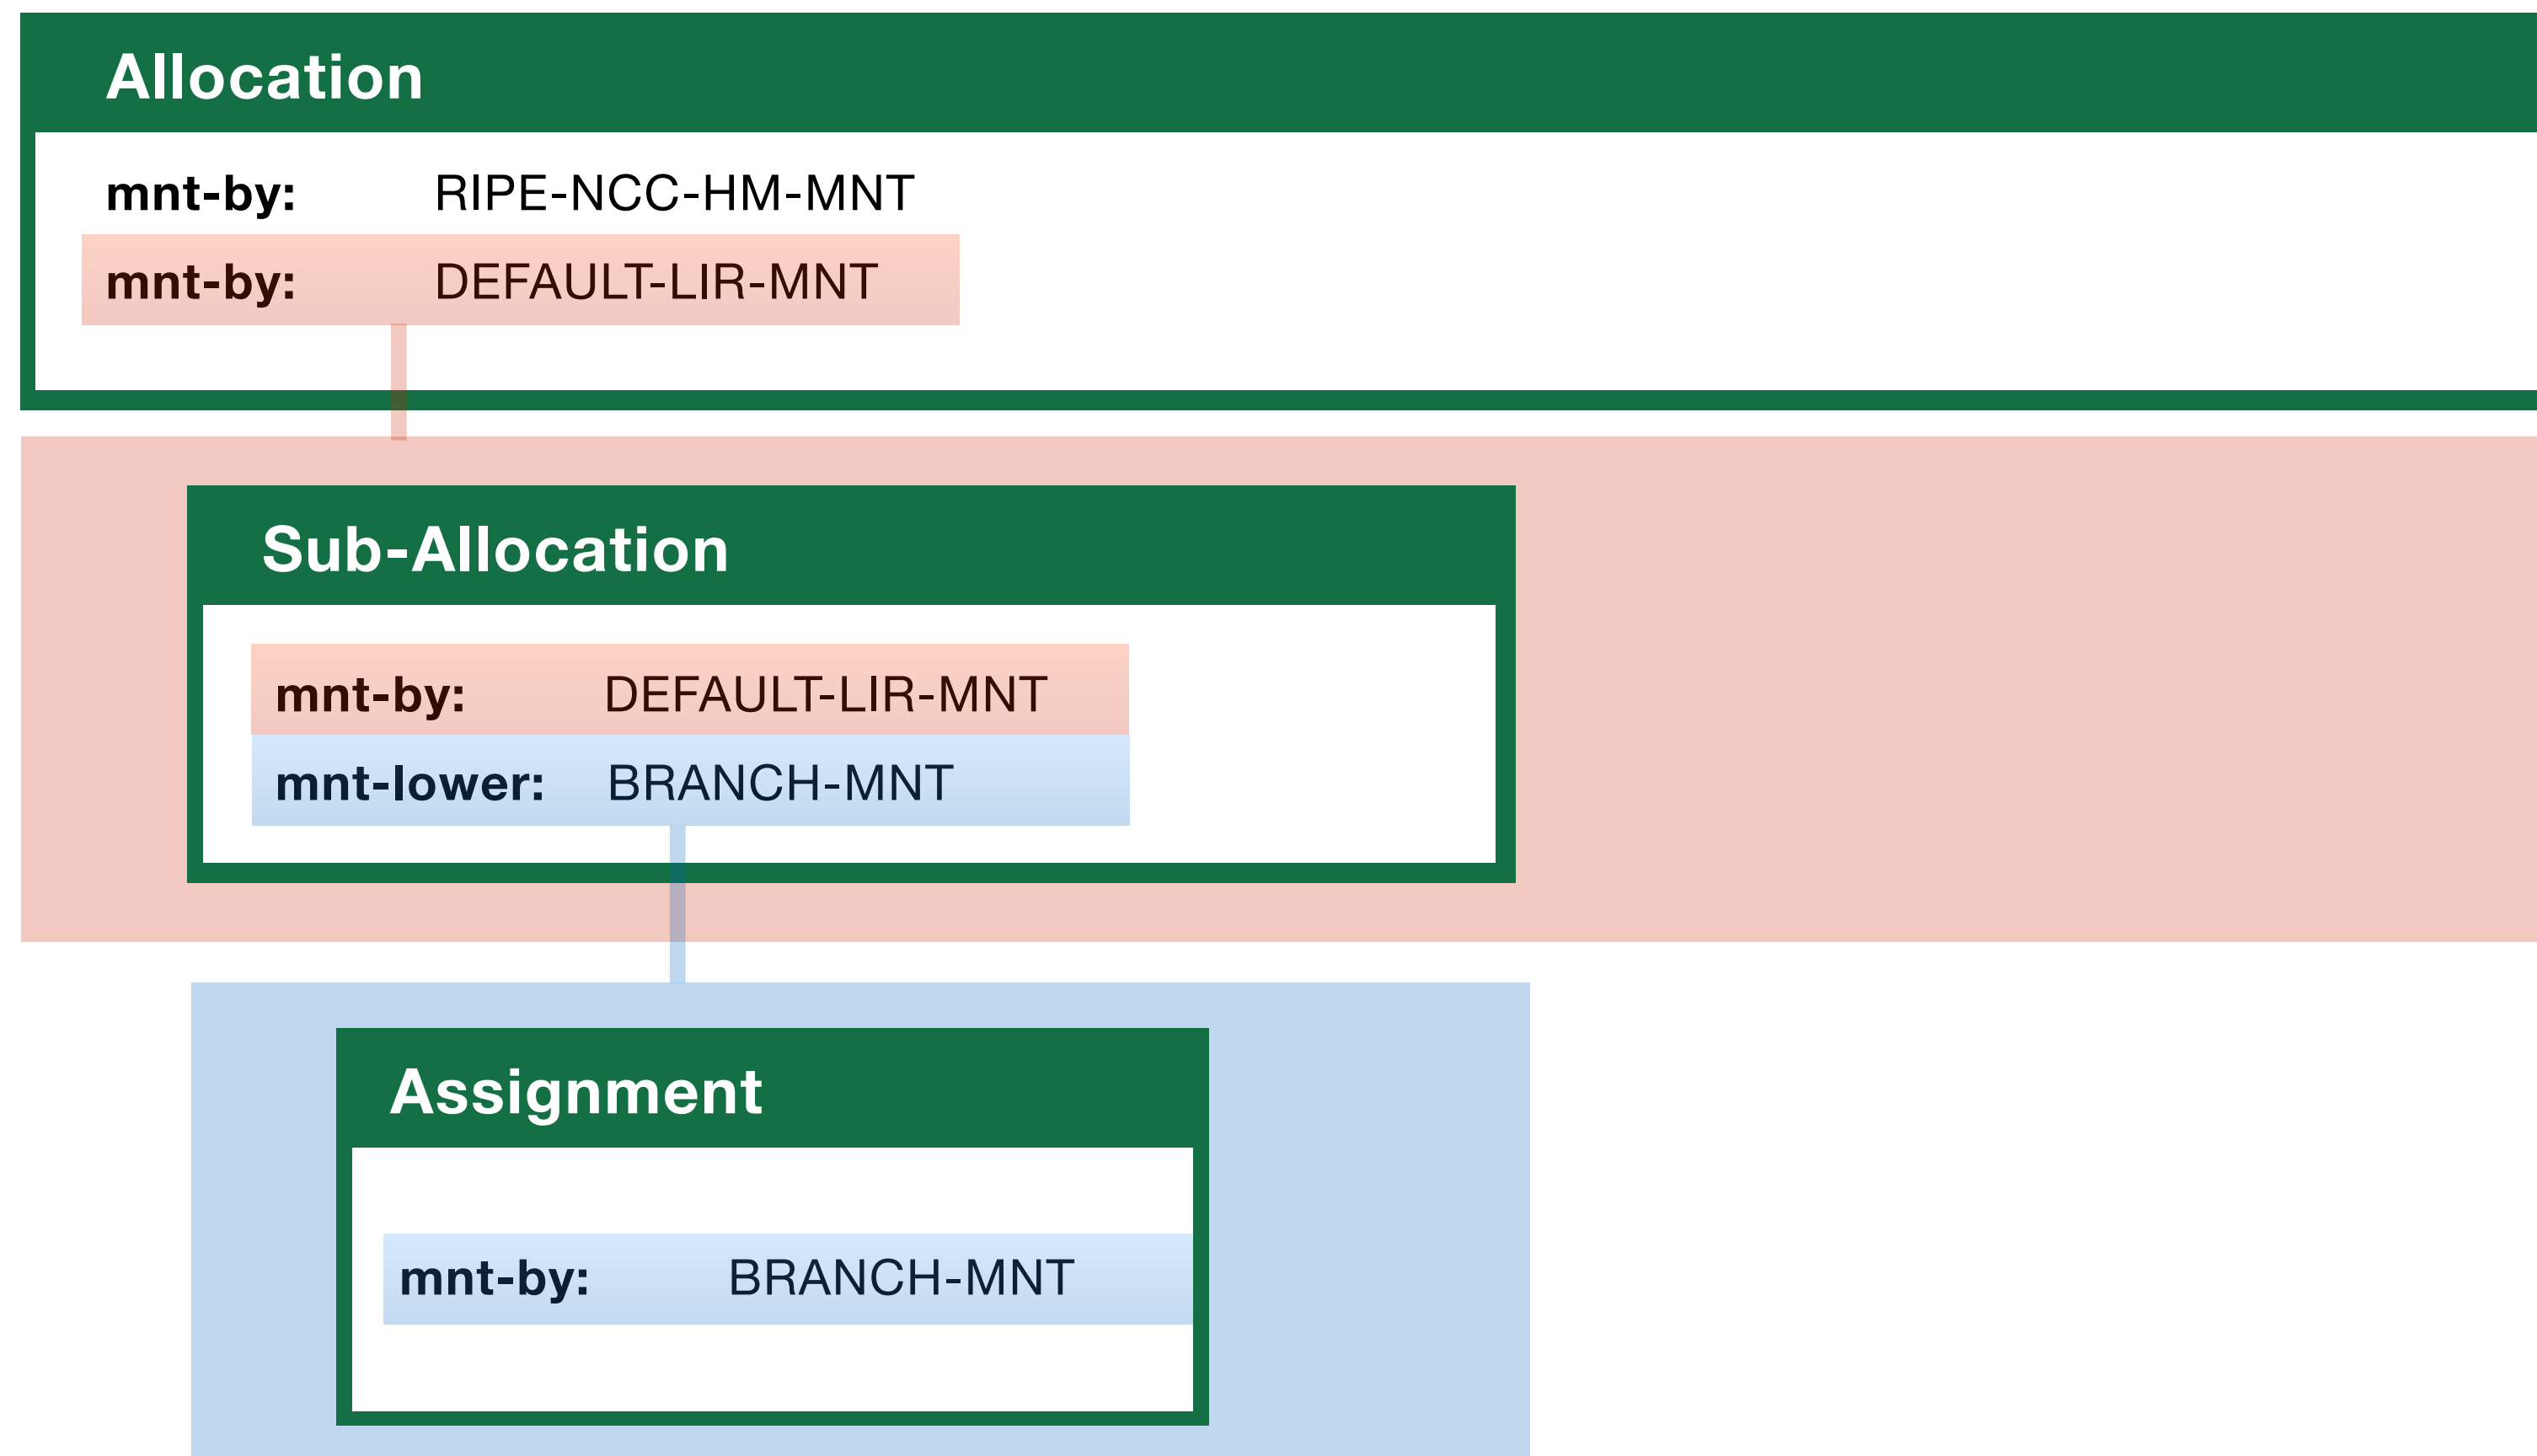 Allocation
mnt-by: RIPE-NCC-HM-MNT
mnt-by: DEFAULT-LIR-MNT
Sub-Allocation
mnt-by: DEFAULT-LIR-MNT
mnt-lower: BRANCH-MNT
Assignment
mnt-by: BRANCH-MNT